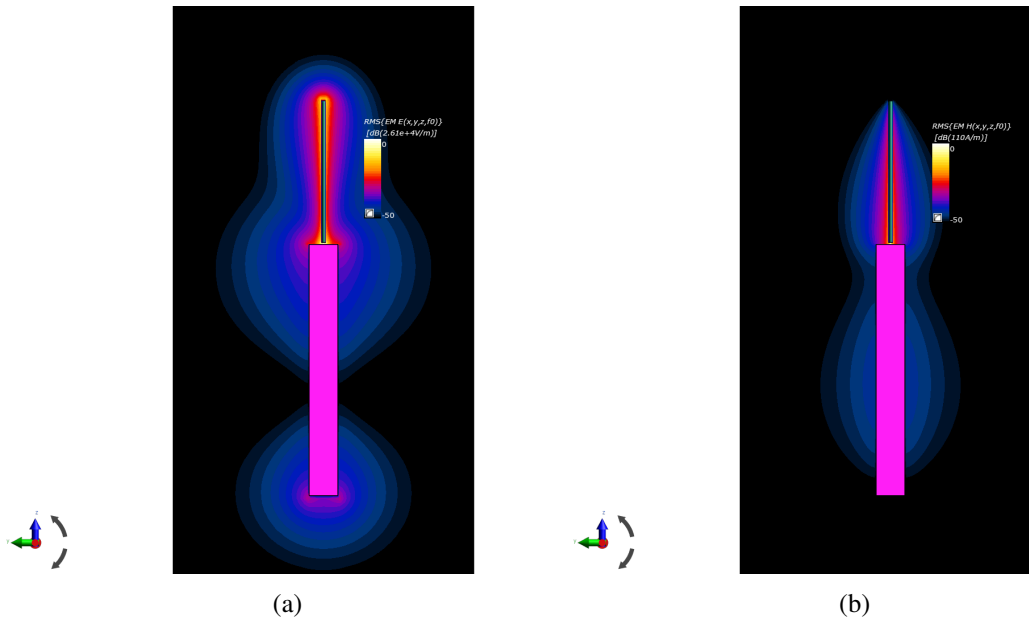 RMS{EM E(x,y,z,f0)}
[dB(2.61e+4V/m)]
0
-50
z
Y
(a)
RMS{EM H(x,y,z,f0)}
[dB(110A/m)]
0
-50
z
Y
(b)